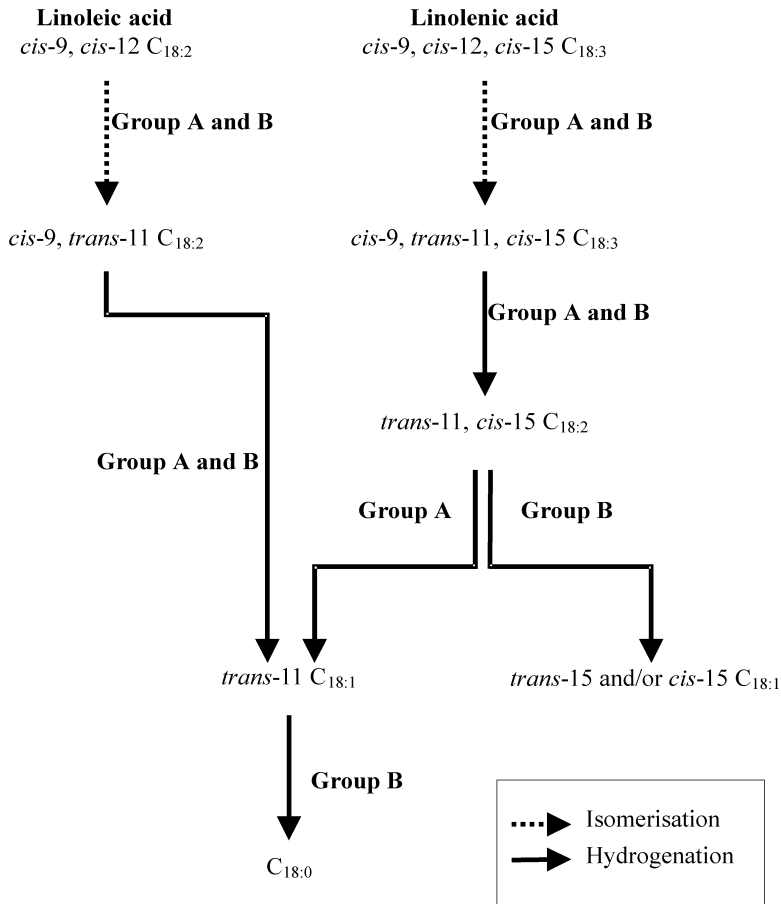 Linoleic acid
cis-9, cis-12 C18:2
Linolenic acid
cis-9, cis-12, cis-15 C18:3
Group A and B
Group A and B
cis-9, trans-11 C18:2
cis-9, trans-11, cis-15 C18:3
Group A and B
trans-11, cis-15 C18:2
Group A and B
Group A
Group B
trans-11 C18:1
trans-15 and/or cis-15 C18:1
Group B
C18:0
Isomerisation
Hydrogenation